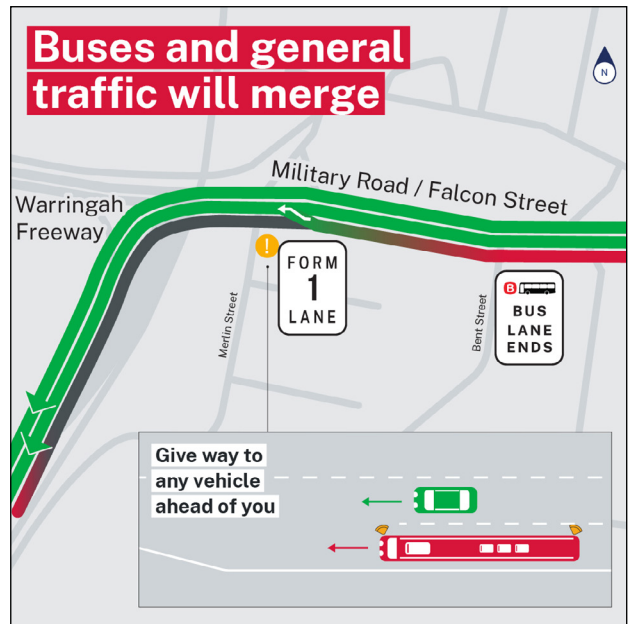 Buses and general
traffic will merge
N
Military Road / Falcon Street
Warringah
Freeway
FORM
1
LANE
!
Merlin Street
Bent Street
B
BUS
LANE
ENDS
Give way to
any vehicle
ahead of you